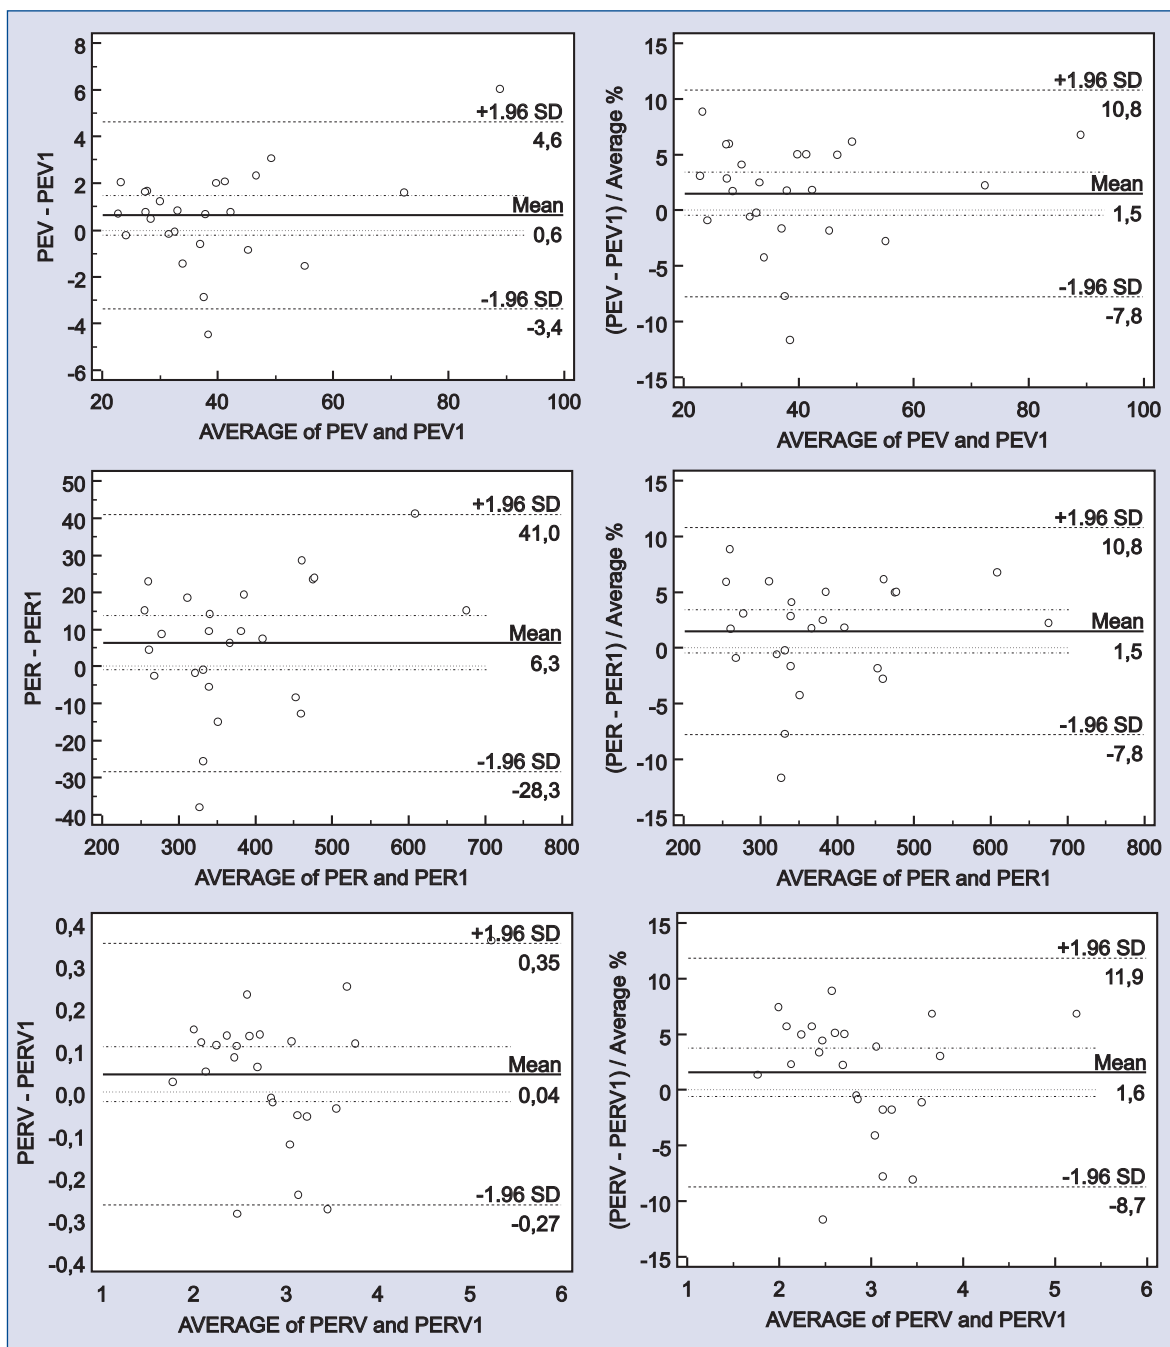 8
6
4
2
0
-2
-4
-6
PEV - PEV1
+1.96 SD
4,6
Mean
0,6
-1.96 SD
-3,4
20 40 60 80 100
AVERAGE of PEV and PEV1
15
10
5
0
-5
-10
-15
(PEV - PEV1) / Average %
+1.96 SD
10,8
Mean
1,5
-1.96 SD
-7,8
20 40 60 80 100
AVERAGE of PEV and PEV1
50
40
30
20
10
0
-10
-20
-30
-40
PER - PER1
+1.96 SD
41,0
Mean
6,3
-1.96 SD
-28,3
200 300 400 500 600 700 800
AVERAGE of PER and PER1
15
10
5
0
-5
-10
-15
(PER - PER1) / Average %
+1.96 SD
10,8
Mean
1,5
-1.96 SD
-7,8
200 300 400 500 600 700 800
AVERAGE of PER and PER1
0,4
0,3
0,2
0,1
0,0
-0,1
-0,2
-0,3
-0,4
PERV - PERV1
+1.96 SD
0,35
Mean
0,04
-1.96 SD
-0,27
1 2 3 4 5 6
AVERAGE of PERV and PERV1
15
10
5
0
-5
-10
-15
(PERV - PERV1) / Average %
+1.96 SD
11,9
Mean
1,6
-1.96 SD
-8,7
1 2 3 4 5 6
AVERAGE of PERV and PERV1